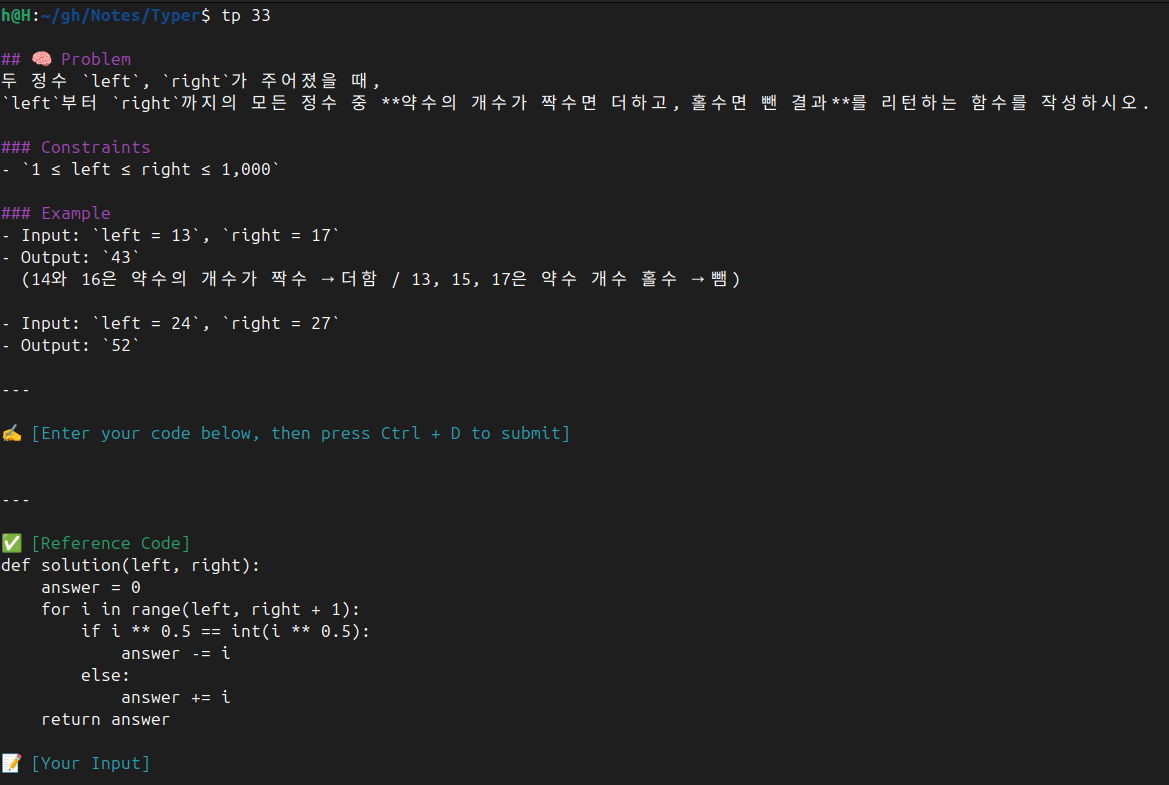 h@H:~/gh/Notes/Typer$ tp 33
## 🧠 Problem
두 정수 `left`, `right`가 주어졌을 때,
`left`부터 `right`까지의 모든 정수 중 **약수의 개수가 짝수면 더하고, 홀수면 뺀 결과**를 리턴하는 함수를 작성하시오.
### Constraints
- `1 ≤ left ≤ right ≤ 1,000`
### Example
- Input: `left = 13`, `right = 17`
- Output: `43`
  (14와 16은 약수의 개수가 짝수 → 더함 / 13, 15, 17은 약수 개수 홀수 → 뺌)
- Input: `left = 24`, `right = 27`
- Output: `52`
---
✍️ [Enter your code below, then press Ctrl + D to submit]
---
✅ [Reference Code]
def solution(left, right):
    answer = 0
    for i in range(left, right + 1):
        if i ** 0.5 == int(i ** 0.5):
            answer -= i
        else:
            answer += i
    return answer
📝 [Your Input]